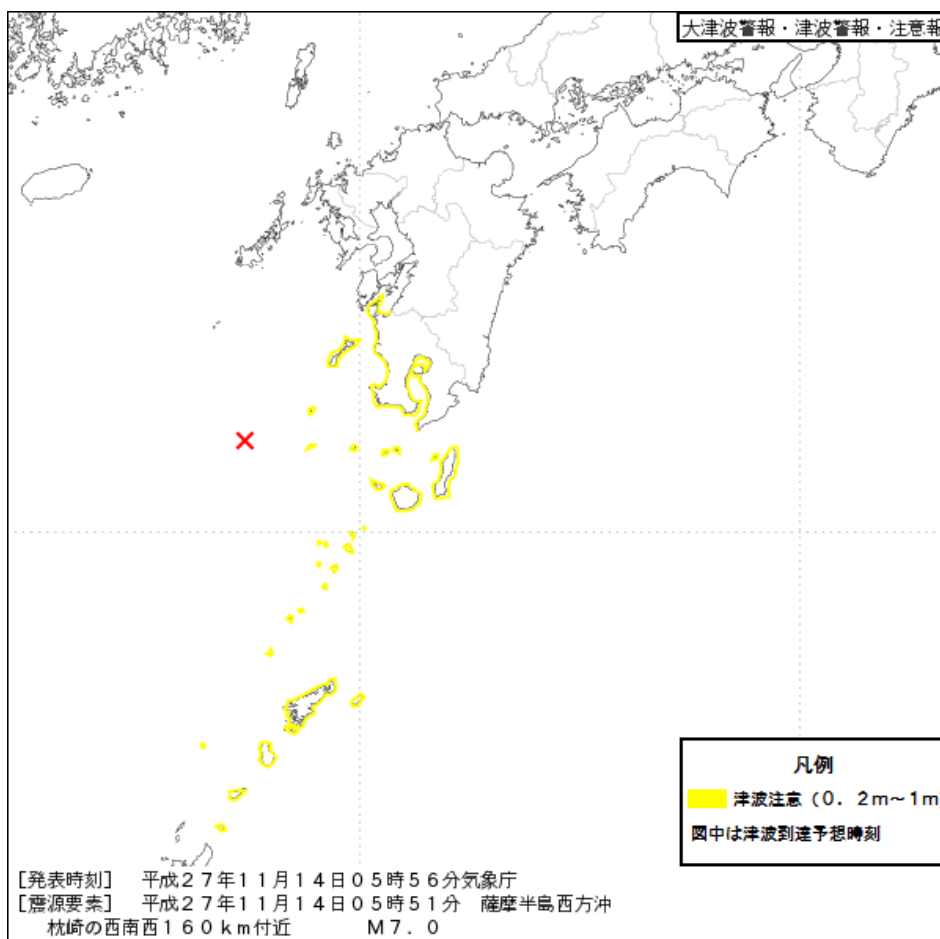 大津波警報・津波警報・注意報
凡例
津波注意（0．2m～1m）
図中は津波到達予想時刻
［発表時刻］　平成２７年１１月１４日０５時５６分気象庁
［震源要素］　平成２７年１１月１４日０５時５１分　薩摩半島西方沖
枕崎の西南西１６０ｋｍ付近　　　　Ｍ７．０